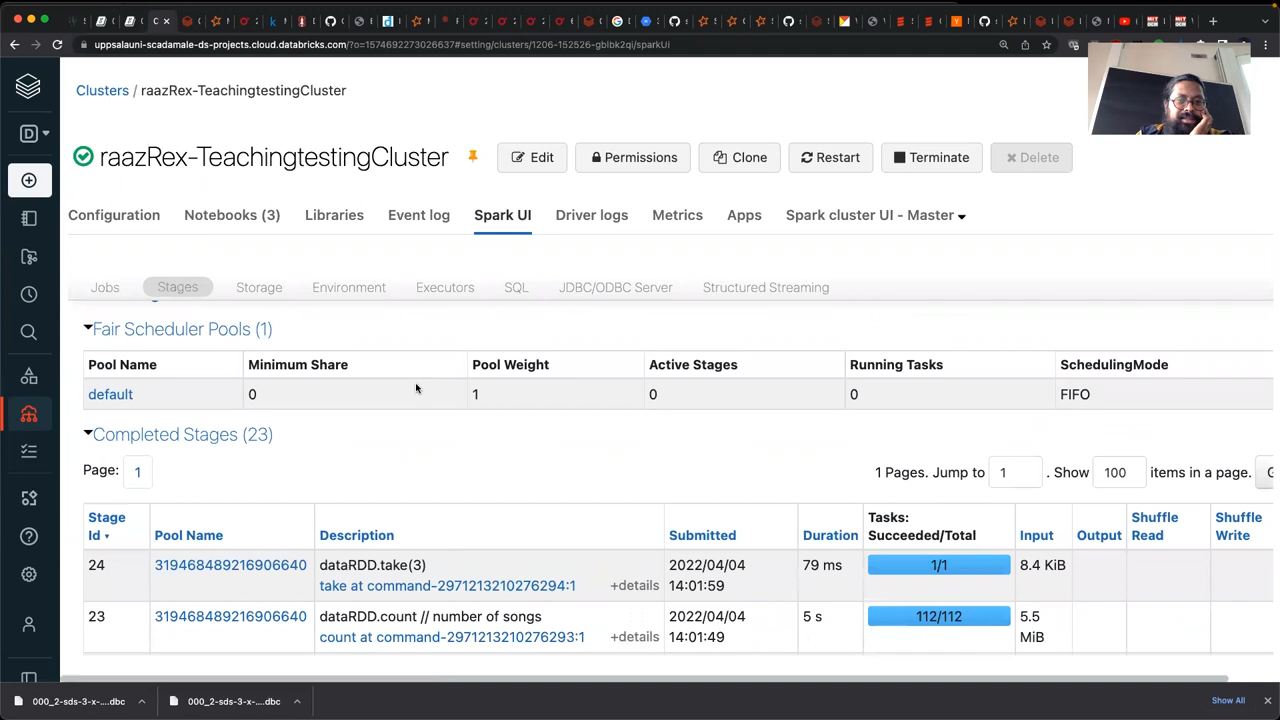 uppsalauni-scadamale-ds-projects.cloud.databricks.com/?o=1574692273026637#setting/clusters/1206-152526-gblbk2qi/sparkUi
Clusters / raazRex-TeachingtestingCluster
raazRex-TeachingtestingCluster
Edit Permissions Clone Restart Terminate Delete
D
Configuration Notebooks (3) Libraries Event log Spark UI Driver logs Metrics Apps Spark cluster UI - Master
Jobs Stages Storage Environment Executors SQL JDBC/ODBC Server Structured Streaming
Fair Scheduler Pools (1)
Pool Name Minimum Share Pool Weight Active Stages Running Tasks SchedulingMode
default 0 1 0 0 FIFO
Completed Stages (23)
Page: 1 1 Pages. Jump to 1 . Show 100 items in a page.
Stage Id Pool Name Description Submitted Duration Tasks: Succeeded/Total Input Output Shuffle Read Shuffle Write
24 319468489216906640 dataRDD.take(3) 2022/04/04 79 ms 1/1 8.4 KiB
take at command-2971213210276294:1 +details 14:01:59
23 319468489216906640 dataRDD.count // number of songs 2022/04/04 5 s 112/112 5.5
count at command-2971213210276293:1 +details 14:01:49 MiB
000_2-sds-3-x-....dbc 000_2-sds-3-x-....dbc Show All